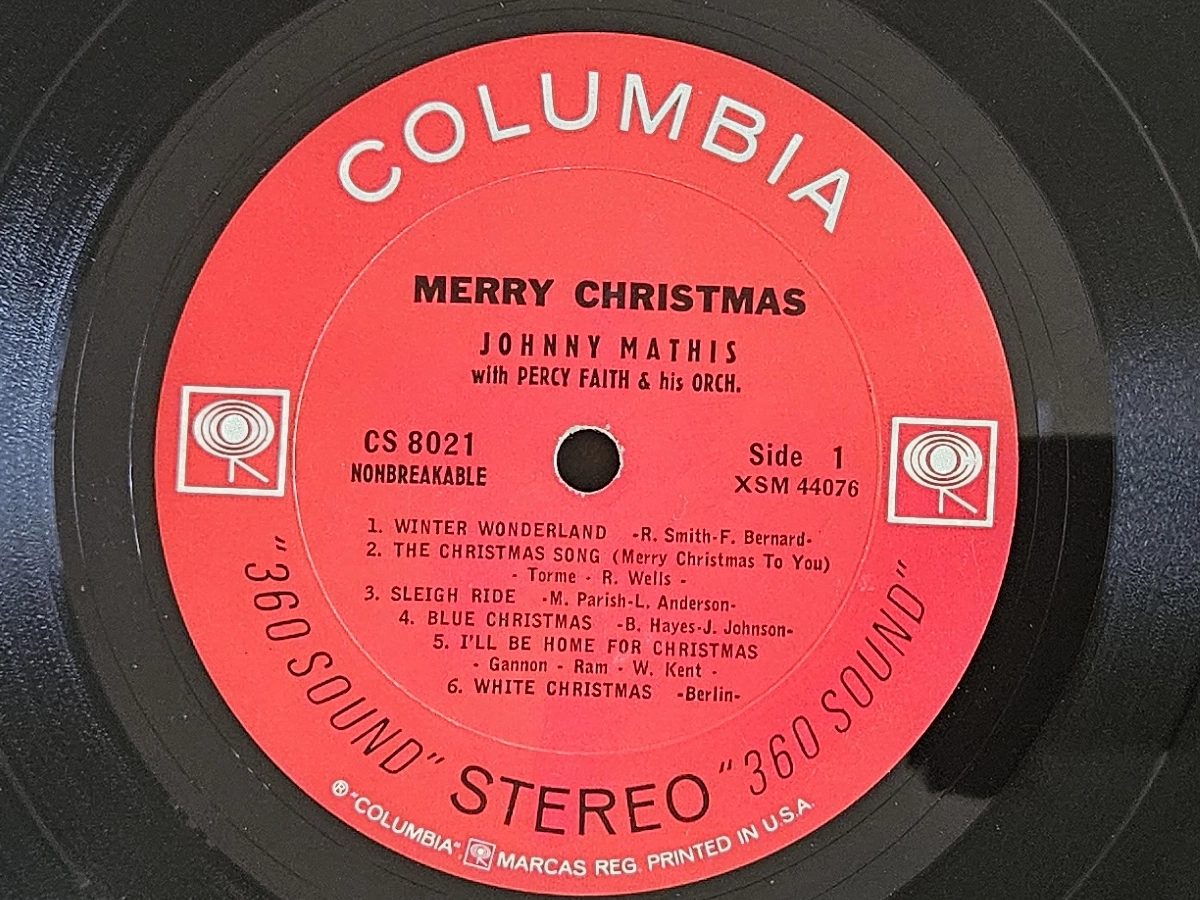 COLUMBIA
MERRY CHRISTMAS
JOHNNY MATHIS
with PERCY FAITH & his ORCH.
CS 8021
NONBREAKABLE
Side 1
XSM 44076
1. WINTER WONDERLAND -R. Smith-F. Bernard-
2. THE CHRISTMAS SONG (Merry Christmas To You)
- Torme - R. Wells -
3. SLEIGH RIDE -M. Parish-L. Anderson-
4. BLUE CHRISTMAS -B. Hayes-J. Johnson-
5. I'LL BE HOME FOR CHRISTMAS
- Gannon - Ram - W. Kent -
6. WHITE CHRISTMAS -Berlin-
"360 SOUND" STEREO "360 SOUND"
® "COLUMBIA", MARCAS REG. PRINTED IN U.S.A.